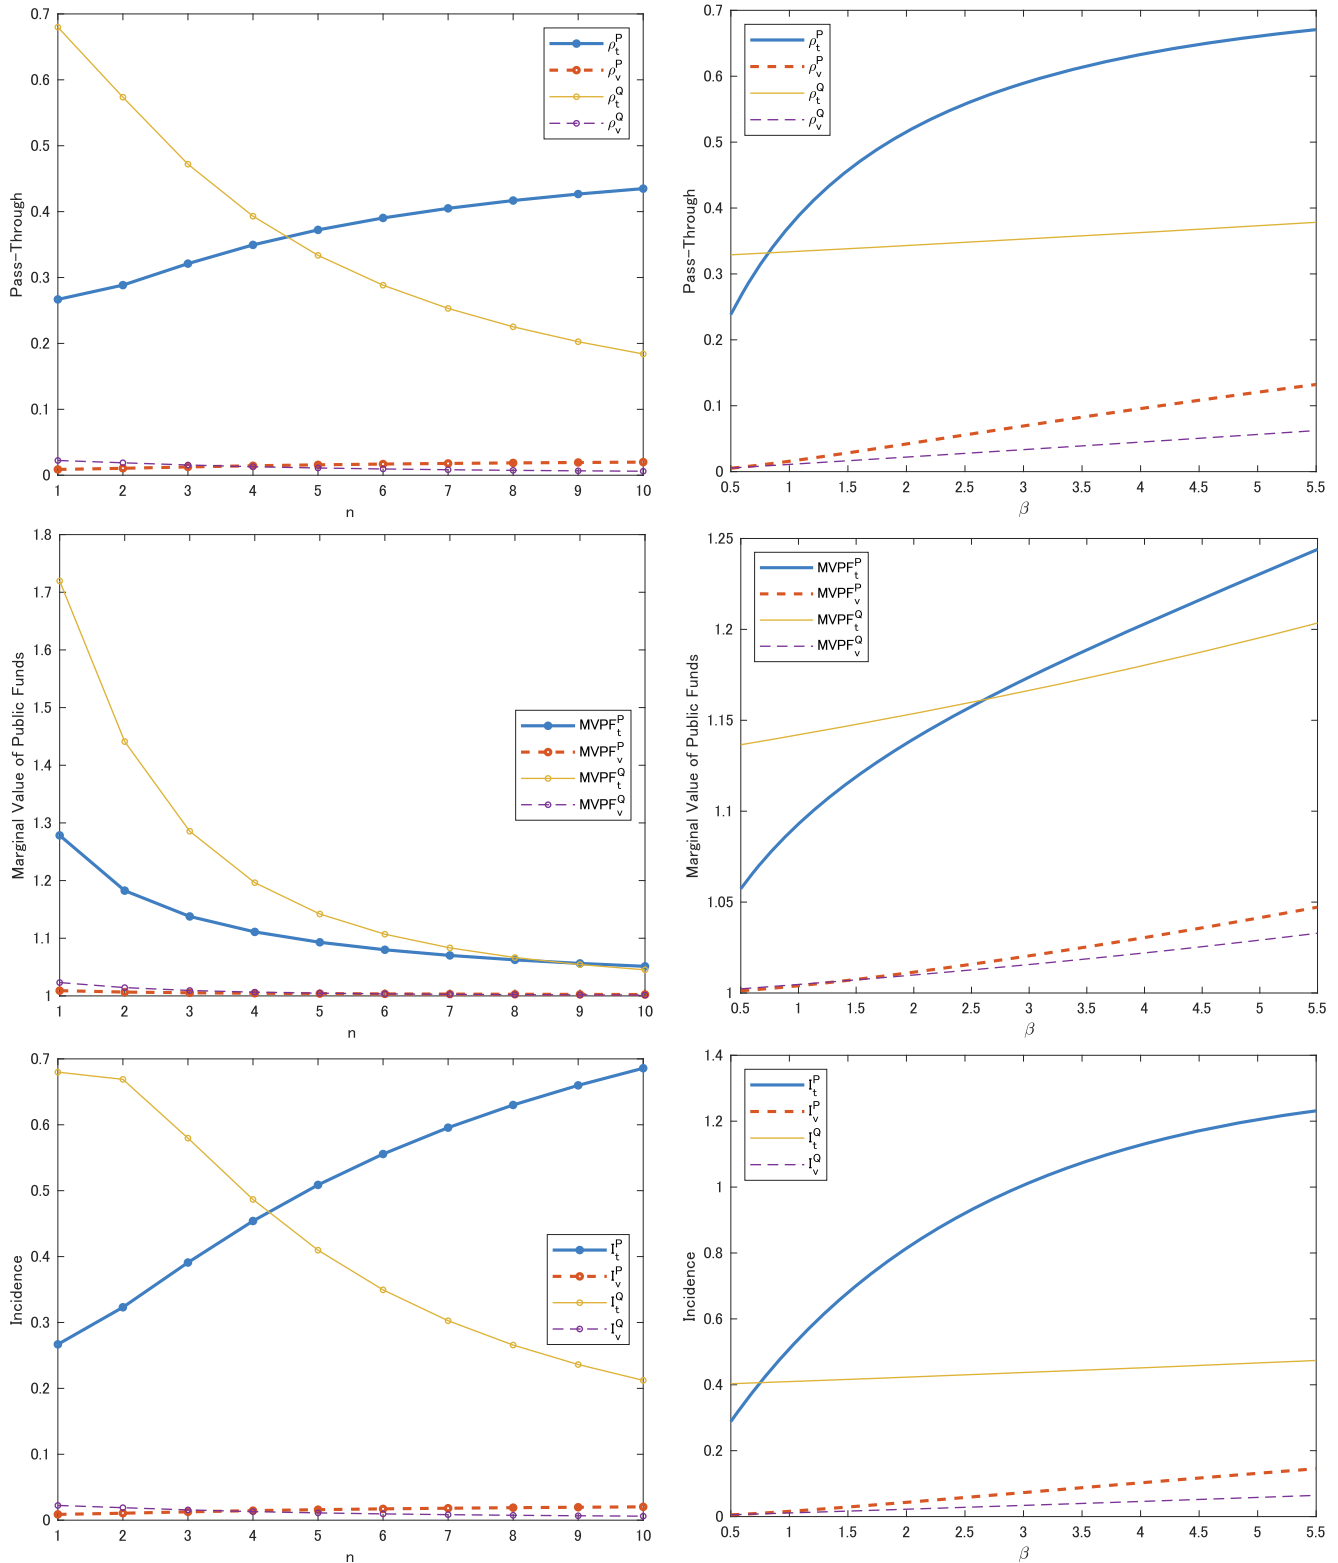 0.7
0.6
0.5
0.4
0.3
0.2
0.1
0
Pass-Through
1 2 3 4 5 6 7 8 9 10
n
ρ_t^P
ρ_v^P
ρ_t^Q
ρ_v^Q
0.7
0.6
0.5
0.4
0.3
0.2
0.1
0
Pass-Through
0.5 1 1.5 2 2.5 3 3.5 4 4.5 5 5.5
β
ρ_t^P
ρ_v^P
ρ_t^Q
ρ_v^Q
1.8
1.7
1.6
1.5
1.4
1.3
1.2
1.1
1
Marginal Value of Public Funds
1 2 3 4 5 6 7 8 9 10
n
MVPF_t^P
MVPF_v^P
MVPF_t^Q
MVPF_v^Q
1.25
1.2
1.15
1.1
1.05
1
Marginal Value of Public Funds
0.5 1 1.5 2 2.5 3 3.5 4 4.5 5 5.5
β
MVPF_t^P
MVPF_v^P
MVPF_t^Q
MVPF_v^Q
0.7
0.6
0.5
0.4
0.3
0.2
0.1
0
Incidence
1 2 3 4 5 6 7 8 9 10
n
I_t^P
I_v^P
I_t^Q
I_v^Q
1.4
1.2
1
0.8
0.6
0.4
0.2
0
Incidence
0.5 1 1.5 2 2.5 3 3.5 4 4.5 5 5.5
β
I_t^P
I_v^P
I_t^Q
I_v^Q